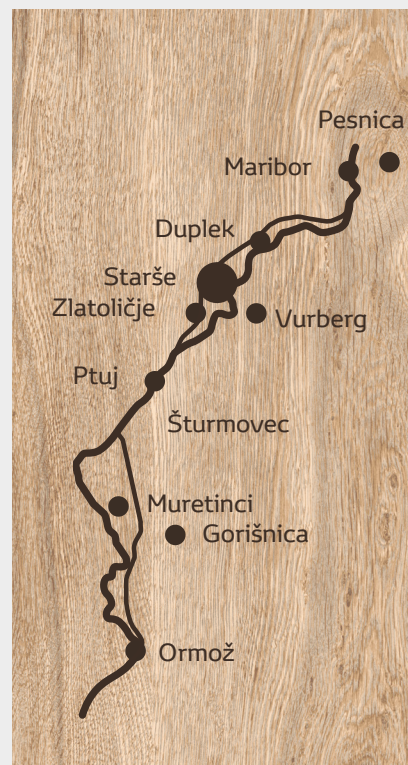 Pesnica
Maribor
Duplek
Starše
Zlatoličje
Vurberg
Ptuj
Šturmovec
Muretinci
Gorišnica
Ormož